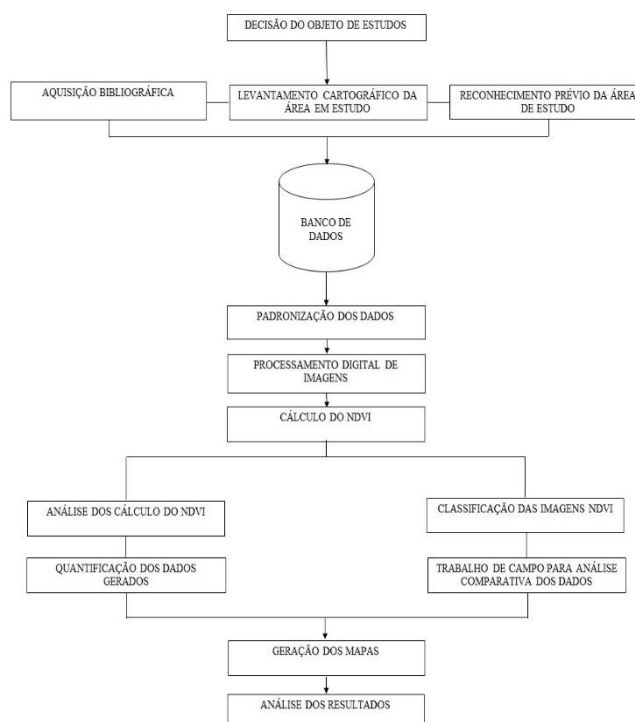 DECISÃO DO OBJETO DE ESTUDOS
AQUISIÇÃO BIBLIOGRÁFICA
LEVANTAMENTO CARTOGRÁFICO DA
ÁREA EM ESTUDO
RECONHECIMENTO PRÉVIO DA ÁREA
DE ESTUDO
BANCO DE
DADOS
PADRONIZAÇÃO DOS DADOS
PROCESSAMENTO DIGITAL DE
IMAGENS
CÁLCULO DO NDVI
ANÁLISE DOS CÁLCULO DO NDVI
CLASSIFICAÇÃO DAS IMAGENS NDVI
QUANTIFICAÇÃO DOS DADOS
GERADOS
TRABALHO DE CAMPO PARA ANÁLISE
COMPARATIVA DOS DADOS
GERAÇÃO DOS MAPAS
ANÁLISE DOS RESULTADOS